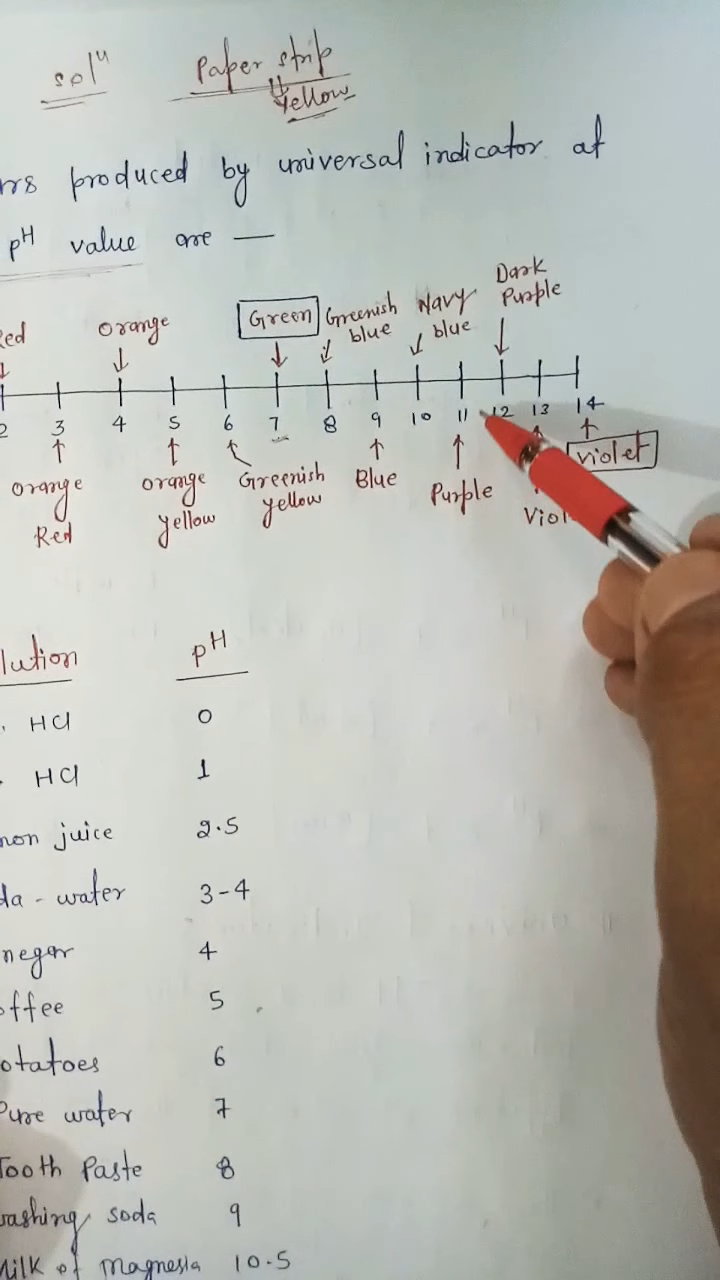 solⁿ Paper strip
Yellow
rs produced by universal indicator at
pH value are —
Dark
Red Orange Green Greenish Navy Purple
blue blue
2 3 4 5 6 7 8 9 10 11 12 13 14
Orange orange Greenish Blue Purple violet
Red yellow yellow
lution pH
. HCl 0
. HCl 1
mon juice 2.5
da - water 3-4
negar 4
offee 5
otatoes 6
Pure water 7
Tooth Paste 8
washing soda 9
Milk of magnesia 10.5